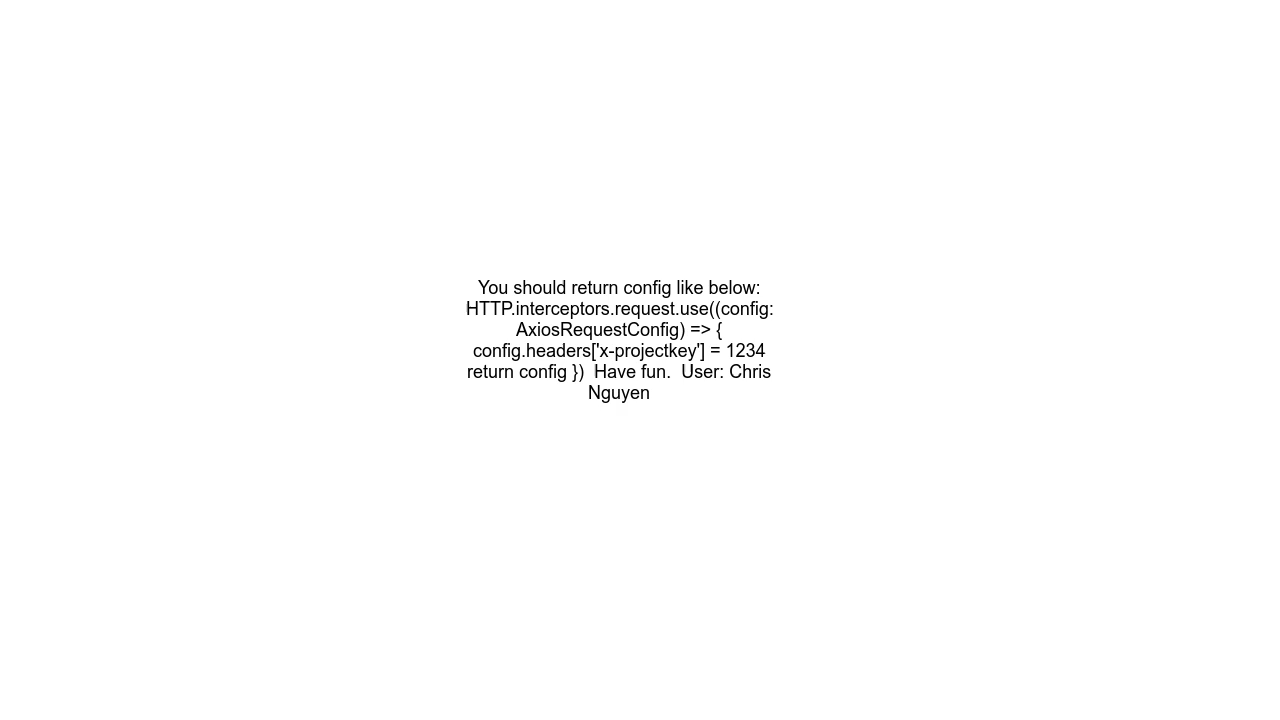 You should return config like below:
HTTP.interceptors.request.use((config:
AxiosRequestConfig) => {
config.headers['x-projectkey'] = 1234
return config })  Have fun.  User: Chris
Nguyen